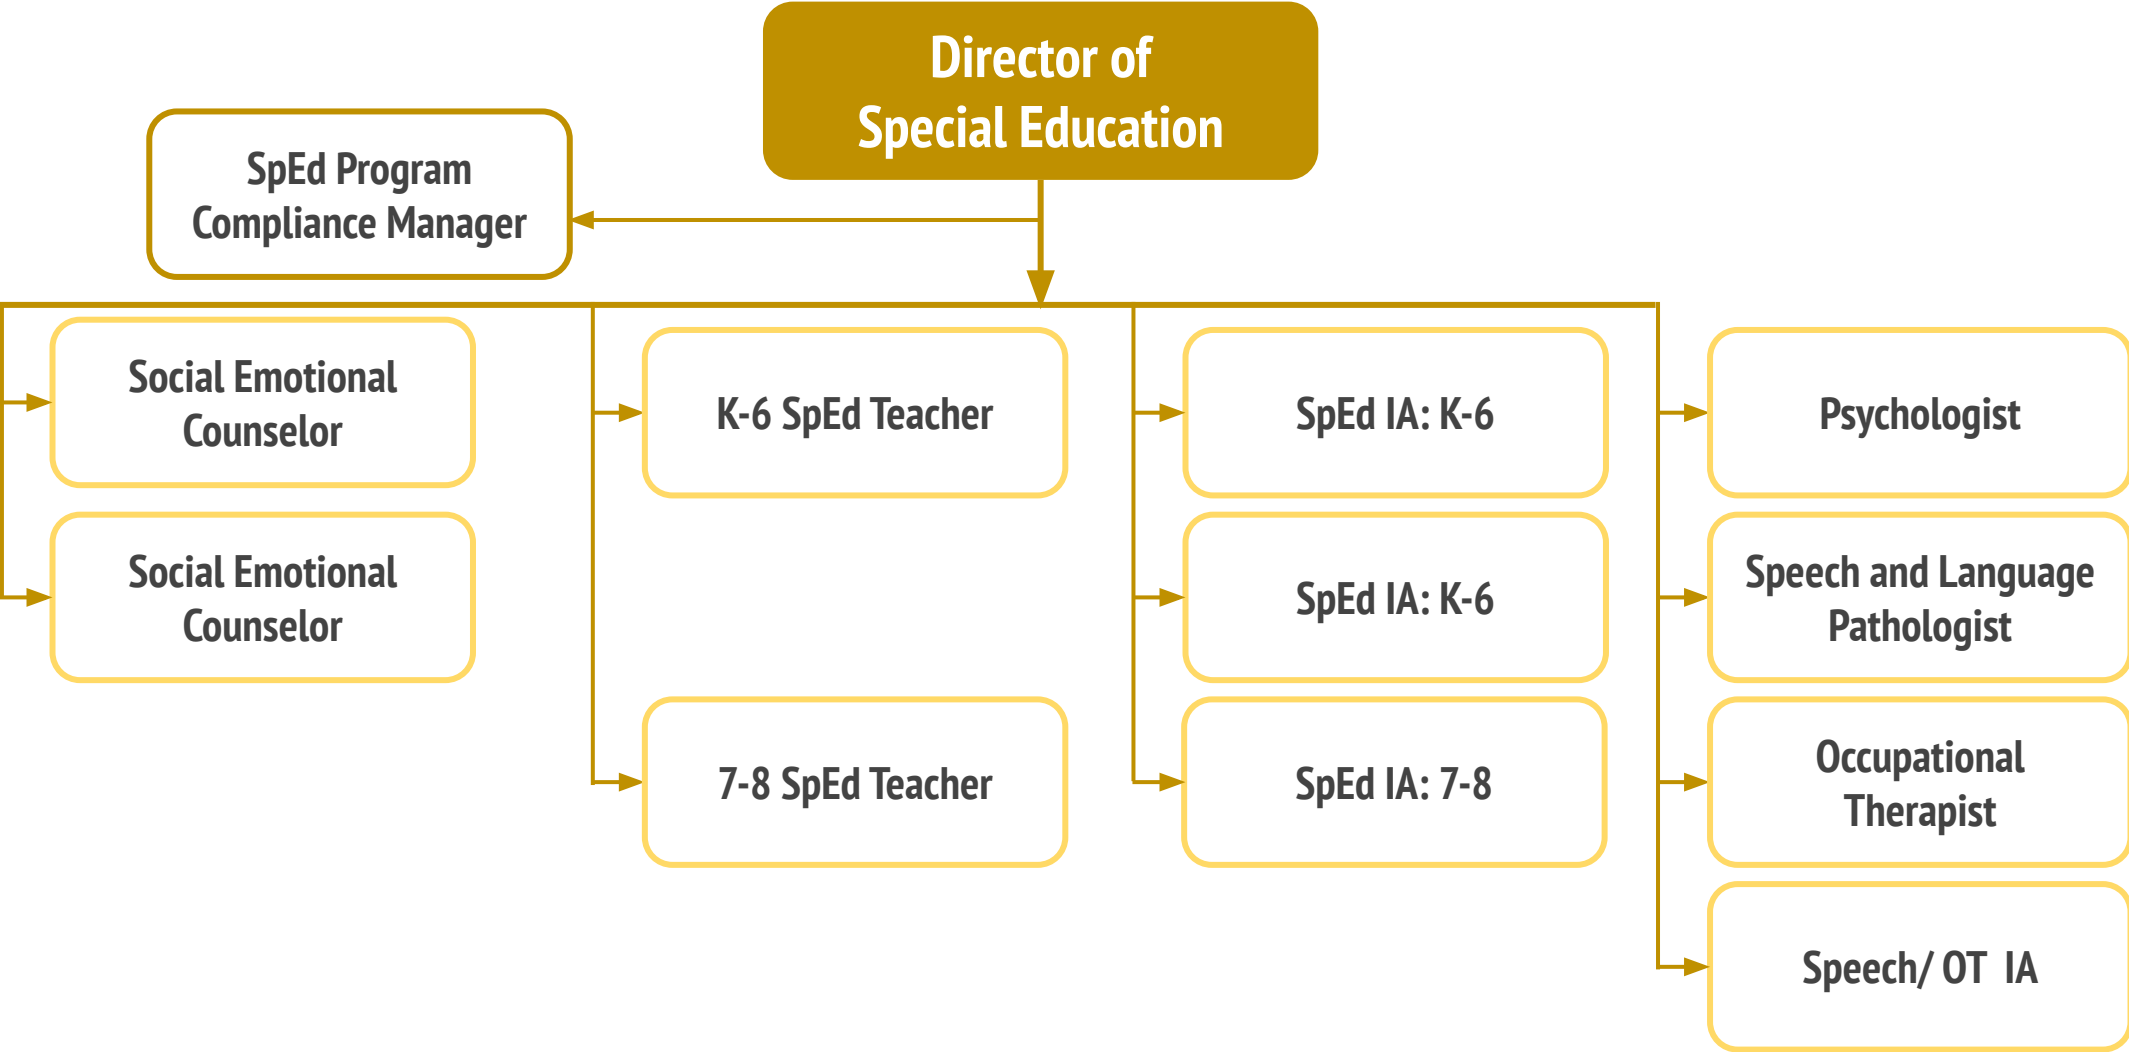 Director of
Special Education
SpEd Program
Compliance Manager
Social Emotional
Counselor
K-6 SpEd Teacher
SpEd IA: K-6
Psychologist
Social Emotional
Counselor
SpEd IA: K-6
Speech and Language
Pathologist
7-8 SpEd Teacher
SpEd IA: 7-8
Occupational
Therapist
Speech/ OT  IA